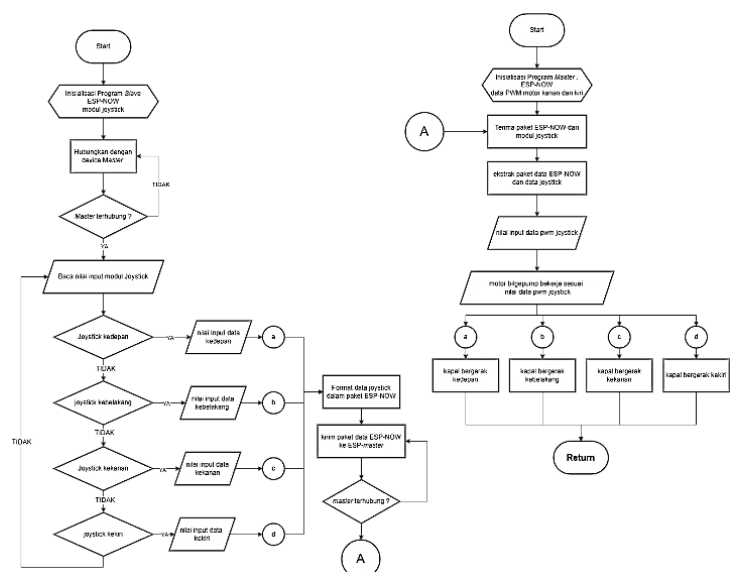 Start
Inisialisasi Program Slave
ESP-NOW
modul joystick
Hubungkan dengan
device Master
TIDAK
Master terhubung ?
YA
Baca nilai input modul Joystick
Joystick kedepan
YA
nilai input data
kedepan
a
TIDAK
joystick kebelakang
YA
nilai input data
kebelakang
b
TIDAK
TIDAK
Joystick kekanan
YA
nilai input data
kekanan
c
TIDAK
joystick kekiri
YA
nilai input data
kekiri
d
Format data joystick
dalam paket ESP-NOW
kirim paket data ESP-NOW
ke ESP-master
master terhubung ?
A
Start
Inisialisasi Program Master :
ESP-NOW
data PWM motor kanan dan kiri
A
Terima paket ESP-NOW dari
modul joystick
ekstrak paket data ESP-NOW
dan data joystick
nilai input data pwm joystick
motor bilgepump bekerja sesuai
nilai data pwm joystick
a
b
c
d
kapal bergerak
kedepan
kapal bergerak
kebelakang
kapal bergerak
kekanan
kapal bergerak kekiri
Return